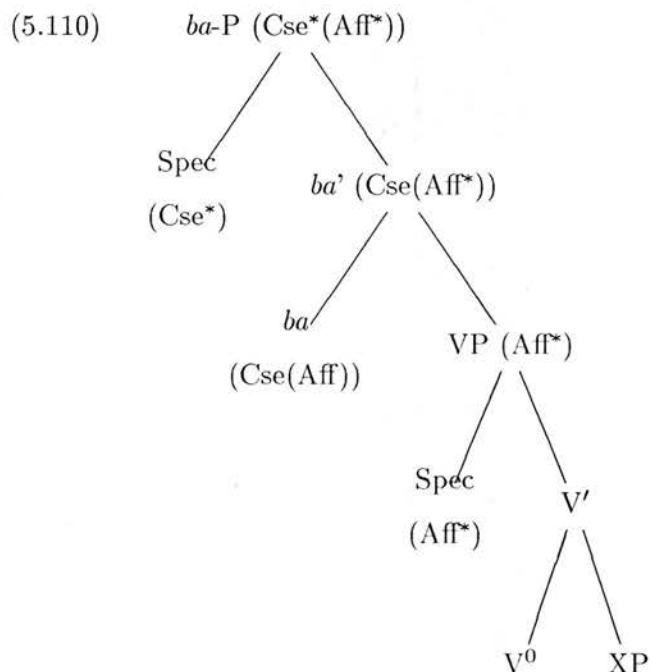 (5.110) ba-P (Cse*(Aff*))
Spec
(Cse*)
ba’ (Cse(Aff*))
ba
(Cse(Aff))
VP (Aff*)
Spec
(Aff*)
V′
V⁰ XP